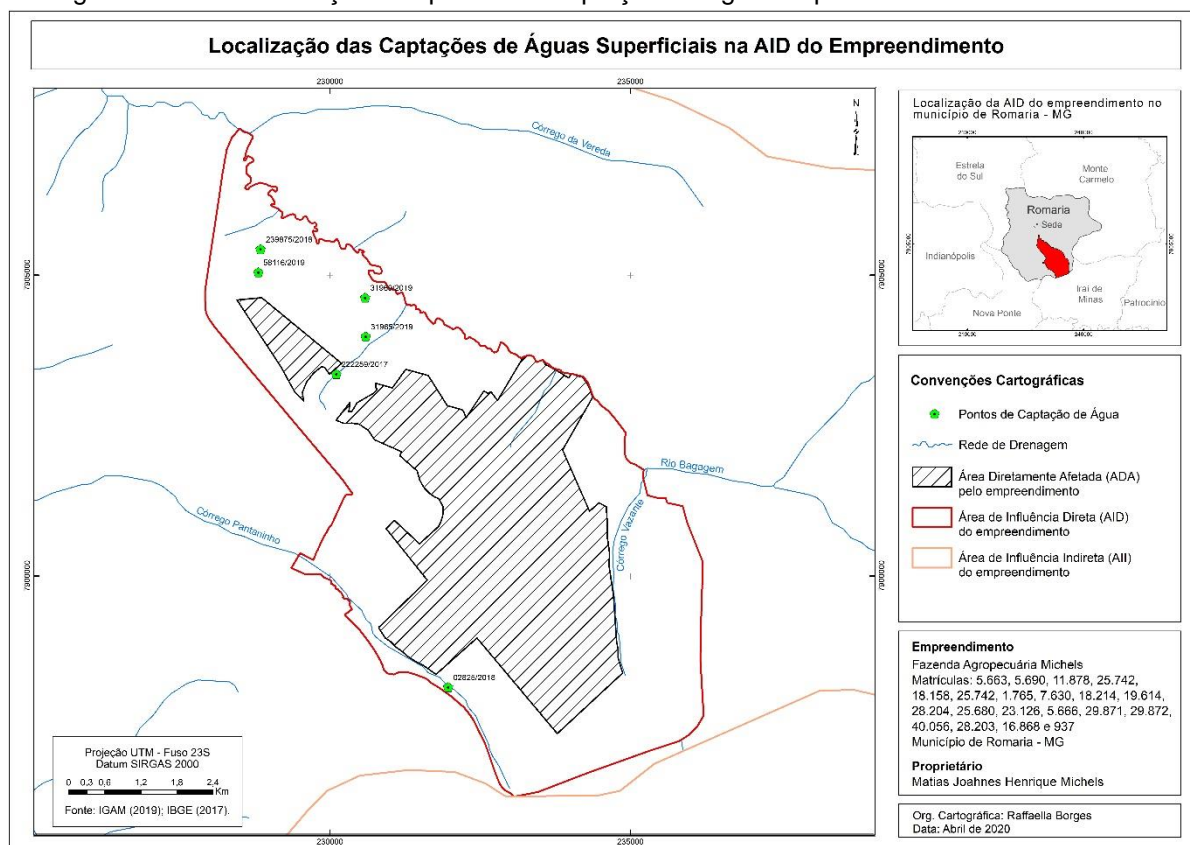 Localização das Captações de Águas Superficiais na AID do Empreendimento
230000
235000
N
Córrego da Vereda
239875/2018
58116/2019
7905000
7905000
222259/2017
Rio Bagagem
Córrego Vazante
Córrego Pantaninho
7900000
7900000
Projeção UTM - Fuso 23S
Datum SIRGAS 2000
0 0,3 0,6 1,2 1,8 2,4
Km
Fonte: IGAM (2019); IBGE (2017).
230000
235000
Localização da AID do empreendimento no
município de Romaria - MG
Estrela
do Sul
Monte
Carmelo
Romaria
Sede
Indianópolis
Iraí de
Minas
Patrocínio
Nova Ponte
Convenções Cartográficas
Pontos de Captação de Água
Rede de Drenagem
Área Diretamente Afetada (ADA)
pelo empreendimento
Área de Influência Direta (AID)
do empreendimento
Área de Influência Indireta (AII)
do empreendimento
Empreendimento
Fazenda Agropecuária Michels
Matrículas: 5.663, 5.690, 11.878, 25.742,
18.158, 25.742, 1.765, 7.630, 18.214, 19.614,
28.204, 25.680, 23.126, 5.666, 29.871, 29.872,
40.056, 28.203, 16.868 e 937
Município de Romaria - MG
Proprietário
Matias Joahnes Henrique Michels
Org. Cartográfica: Raffaella Borges
Data: Abril de 2020